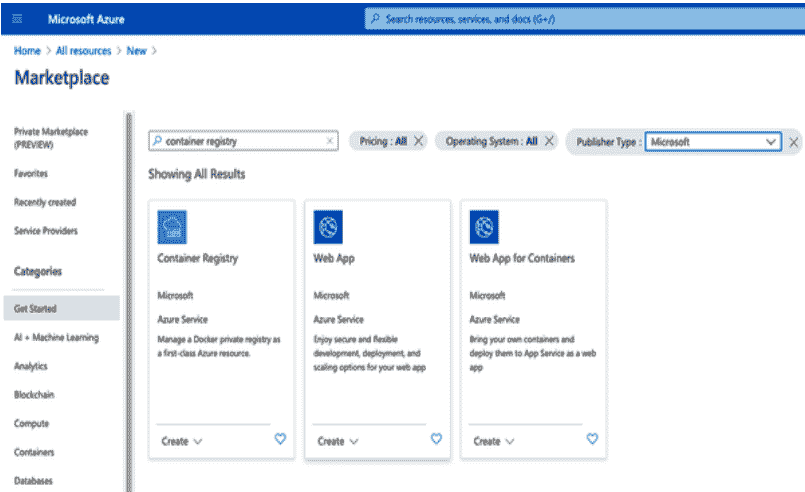 Microsoft Azure
Search resources, services, and docs (G+/)
Home > All resources > New >
Marketplace
Private Marketplace
(PREVIEW)
Favorites
Recently created
Service Providers
Categories
Get Started
AI + Machine Learning
Analytics
Blockchain
Compute
Containers
Databases
container registry
Pricing : All
Operating System : All
Publisher Type : Microsoft
Showing All Results
Container Registry
Microsoft
Azure Service
Manage a Docker private registry as
a first-class Azure resource.
Create
Web App
Microsoft
Azure Service
Enjoy secure and flexible
development, deployment, and
scaling options for your web app
Create
Web App for Containers
Microsoft
Azure Service
Bring your own containers and
deploy them to App Service as a web
app
Create